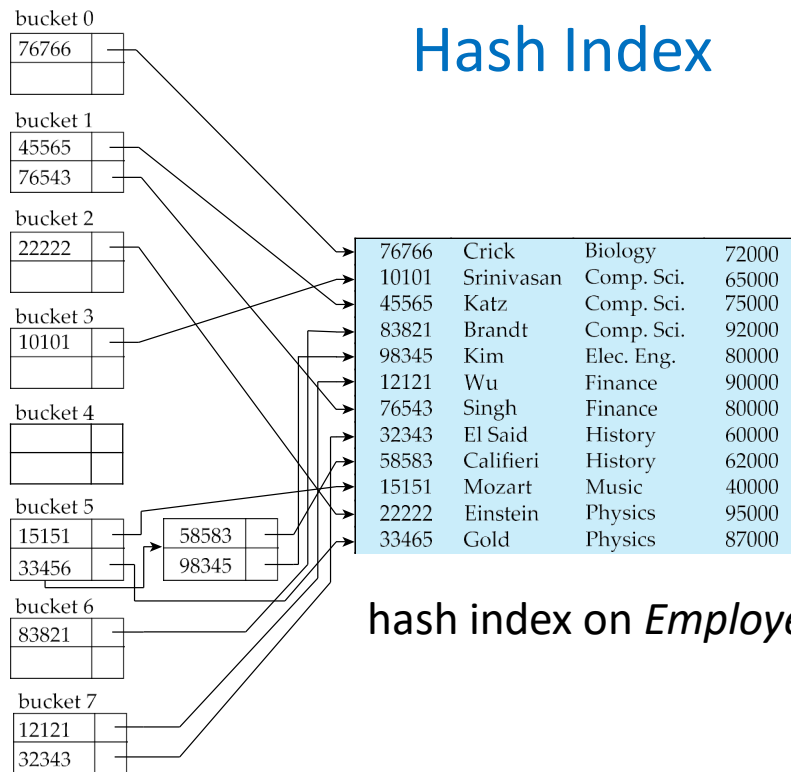 Hash Index
bucket 0
76766
bucket 1
45565
76543
bucket 2
22222
bucket 3
10101
bucket 4
bucket 5
15151
33456
58583
98345
bucket 6
83821
bucket 7
12121
32343
76766 Crick Biology 72000
10101 Srinivasan Comp. Sci. 65000
45565 Katz Comp. Sci. 75000
83821 Brandt Comp. Sci. 92000
98345 Kim Elec. Eng. 80000
12121 Wu Finance 90000
76543 Singh Finance 80000
32343 El Said History 60000
58583 Califieri History 62000
15151 Mozart Music 40000
22222 Einstein Physics 95000
33465 Gold Physics 87000
hash index on Employe